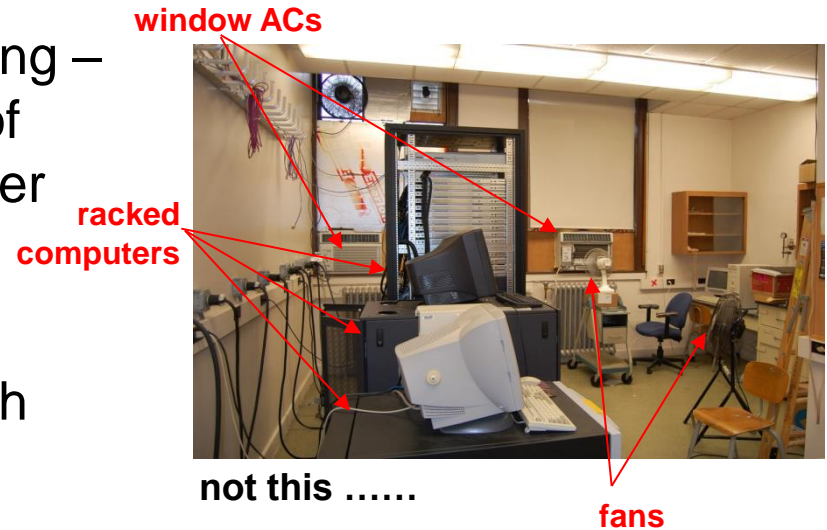 window ACs
ng –
of
er
racked
computers
h
not this ......
fans